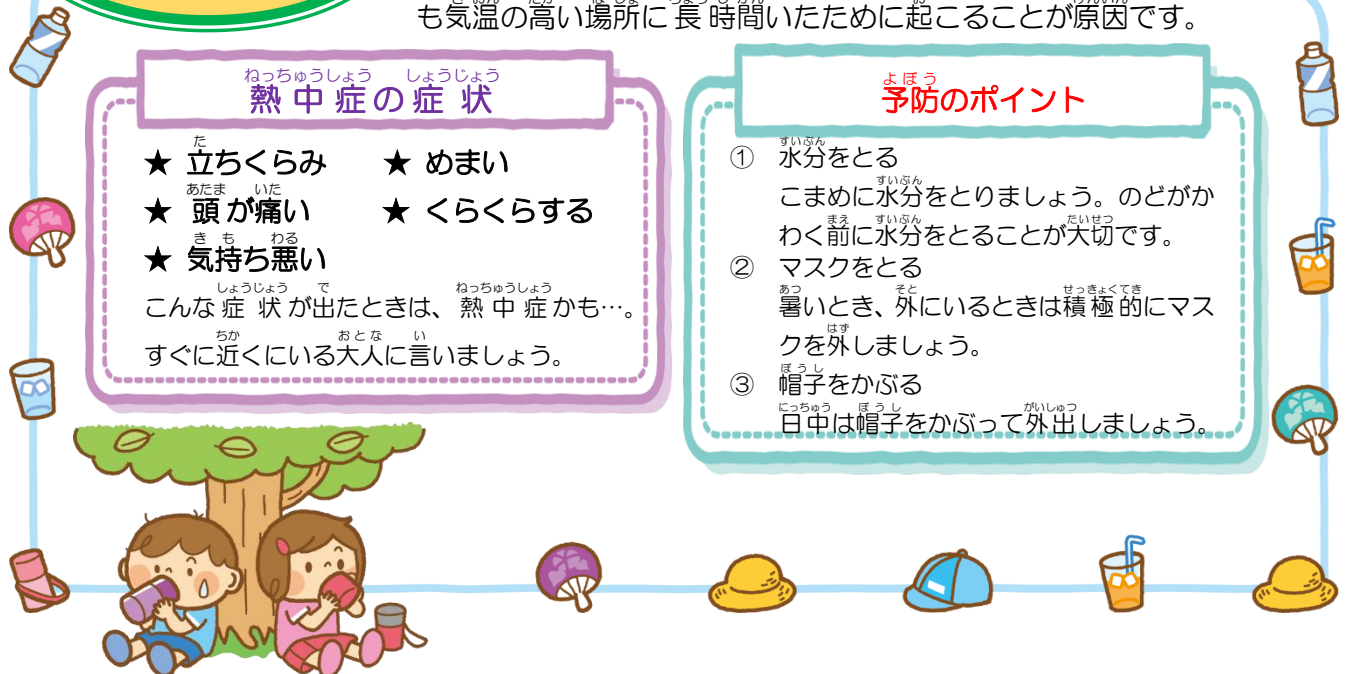 も気温の高い場所に長時間いたために起こることが原因です。
熱中症の症状
★ 立ちくらみ ★ めまい
★ 頭が痛い ★ くらくらする
★ 気持ち悪い
こんな症状が出たときは、熱中症かも…。
すぐに近くにいる大人に言いましょう。
予防のポイント
① 水分をとる
こまめに水分をとりましょう。のどがか
わく前に水分をとることが大切です。
② マスクをとる
暑いとき、外にいるときは積極的にマス
クを外しましょう。
③ 帽子をかぶる
日中は帽子をかぶって外出しましょう。